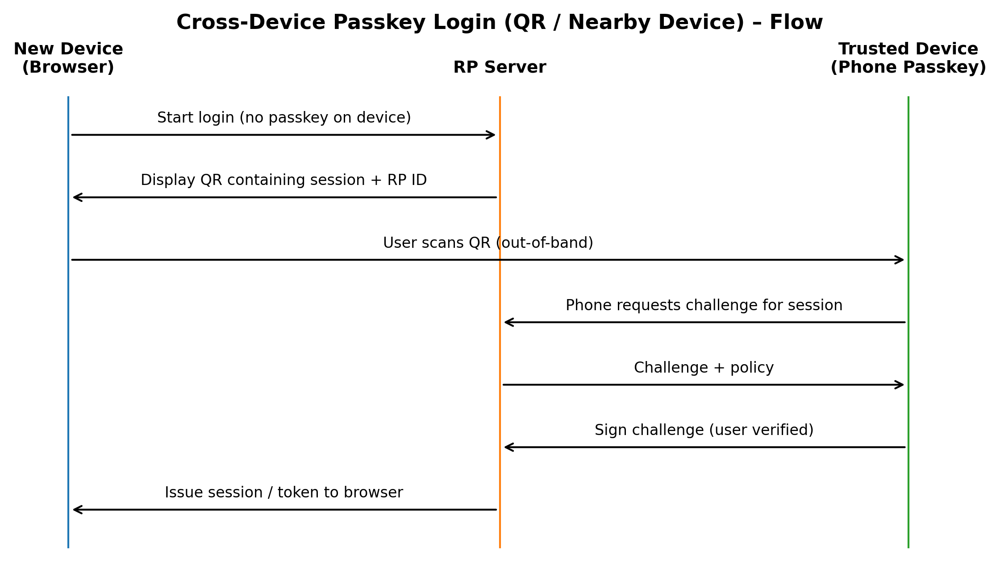 Cross-Device Passkey Login (QR / Nearby Device) – Flow
New Device
(Browser)
RP Server
Trusted Device
(Phone Passkey)
Start login (no passkey on device)
Display QR containing session + RP ID
User scans QR (out-of-band)
Phone requests challenge for session
Challenge + policy
Sign challenge (user verified)
Issue session / token to browser